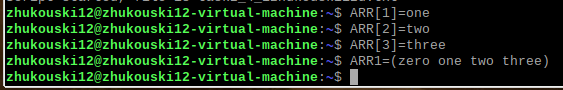 zhukouski12@zhukouski12-virtual-machine:~$ ARR[1]=one
zhukouski12@zhukouski12-virtual-machine:~$ ARR[2]=two
zhukouski12@zhukouski12-virtual-machine:~$ ARR[3]=three
zhukouski12@zhukouski12-virtual-machine:~$ ARR1=(zero one two three)
zhukouski12@zhukouski12-virtual-machine:~$